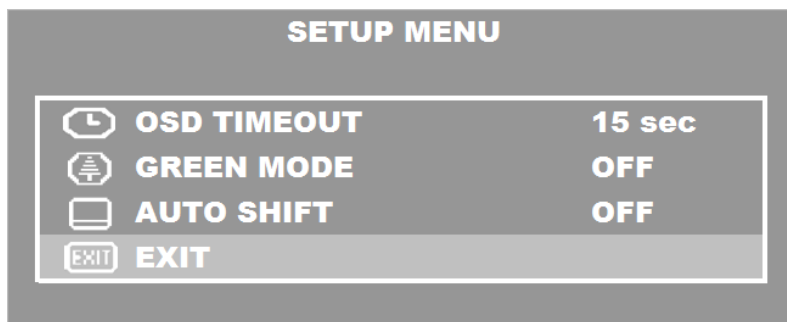 SETUP MENU
OSD TIMEOUT 15 sec
GREEN MODE OFF
AUTO SHIFT OFF
EXIT EXIT